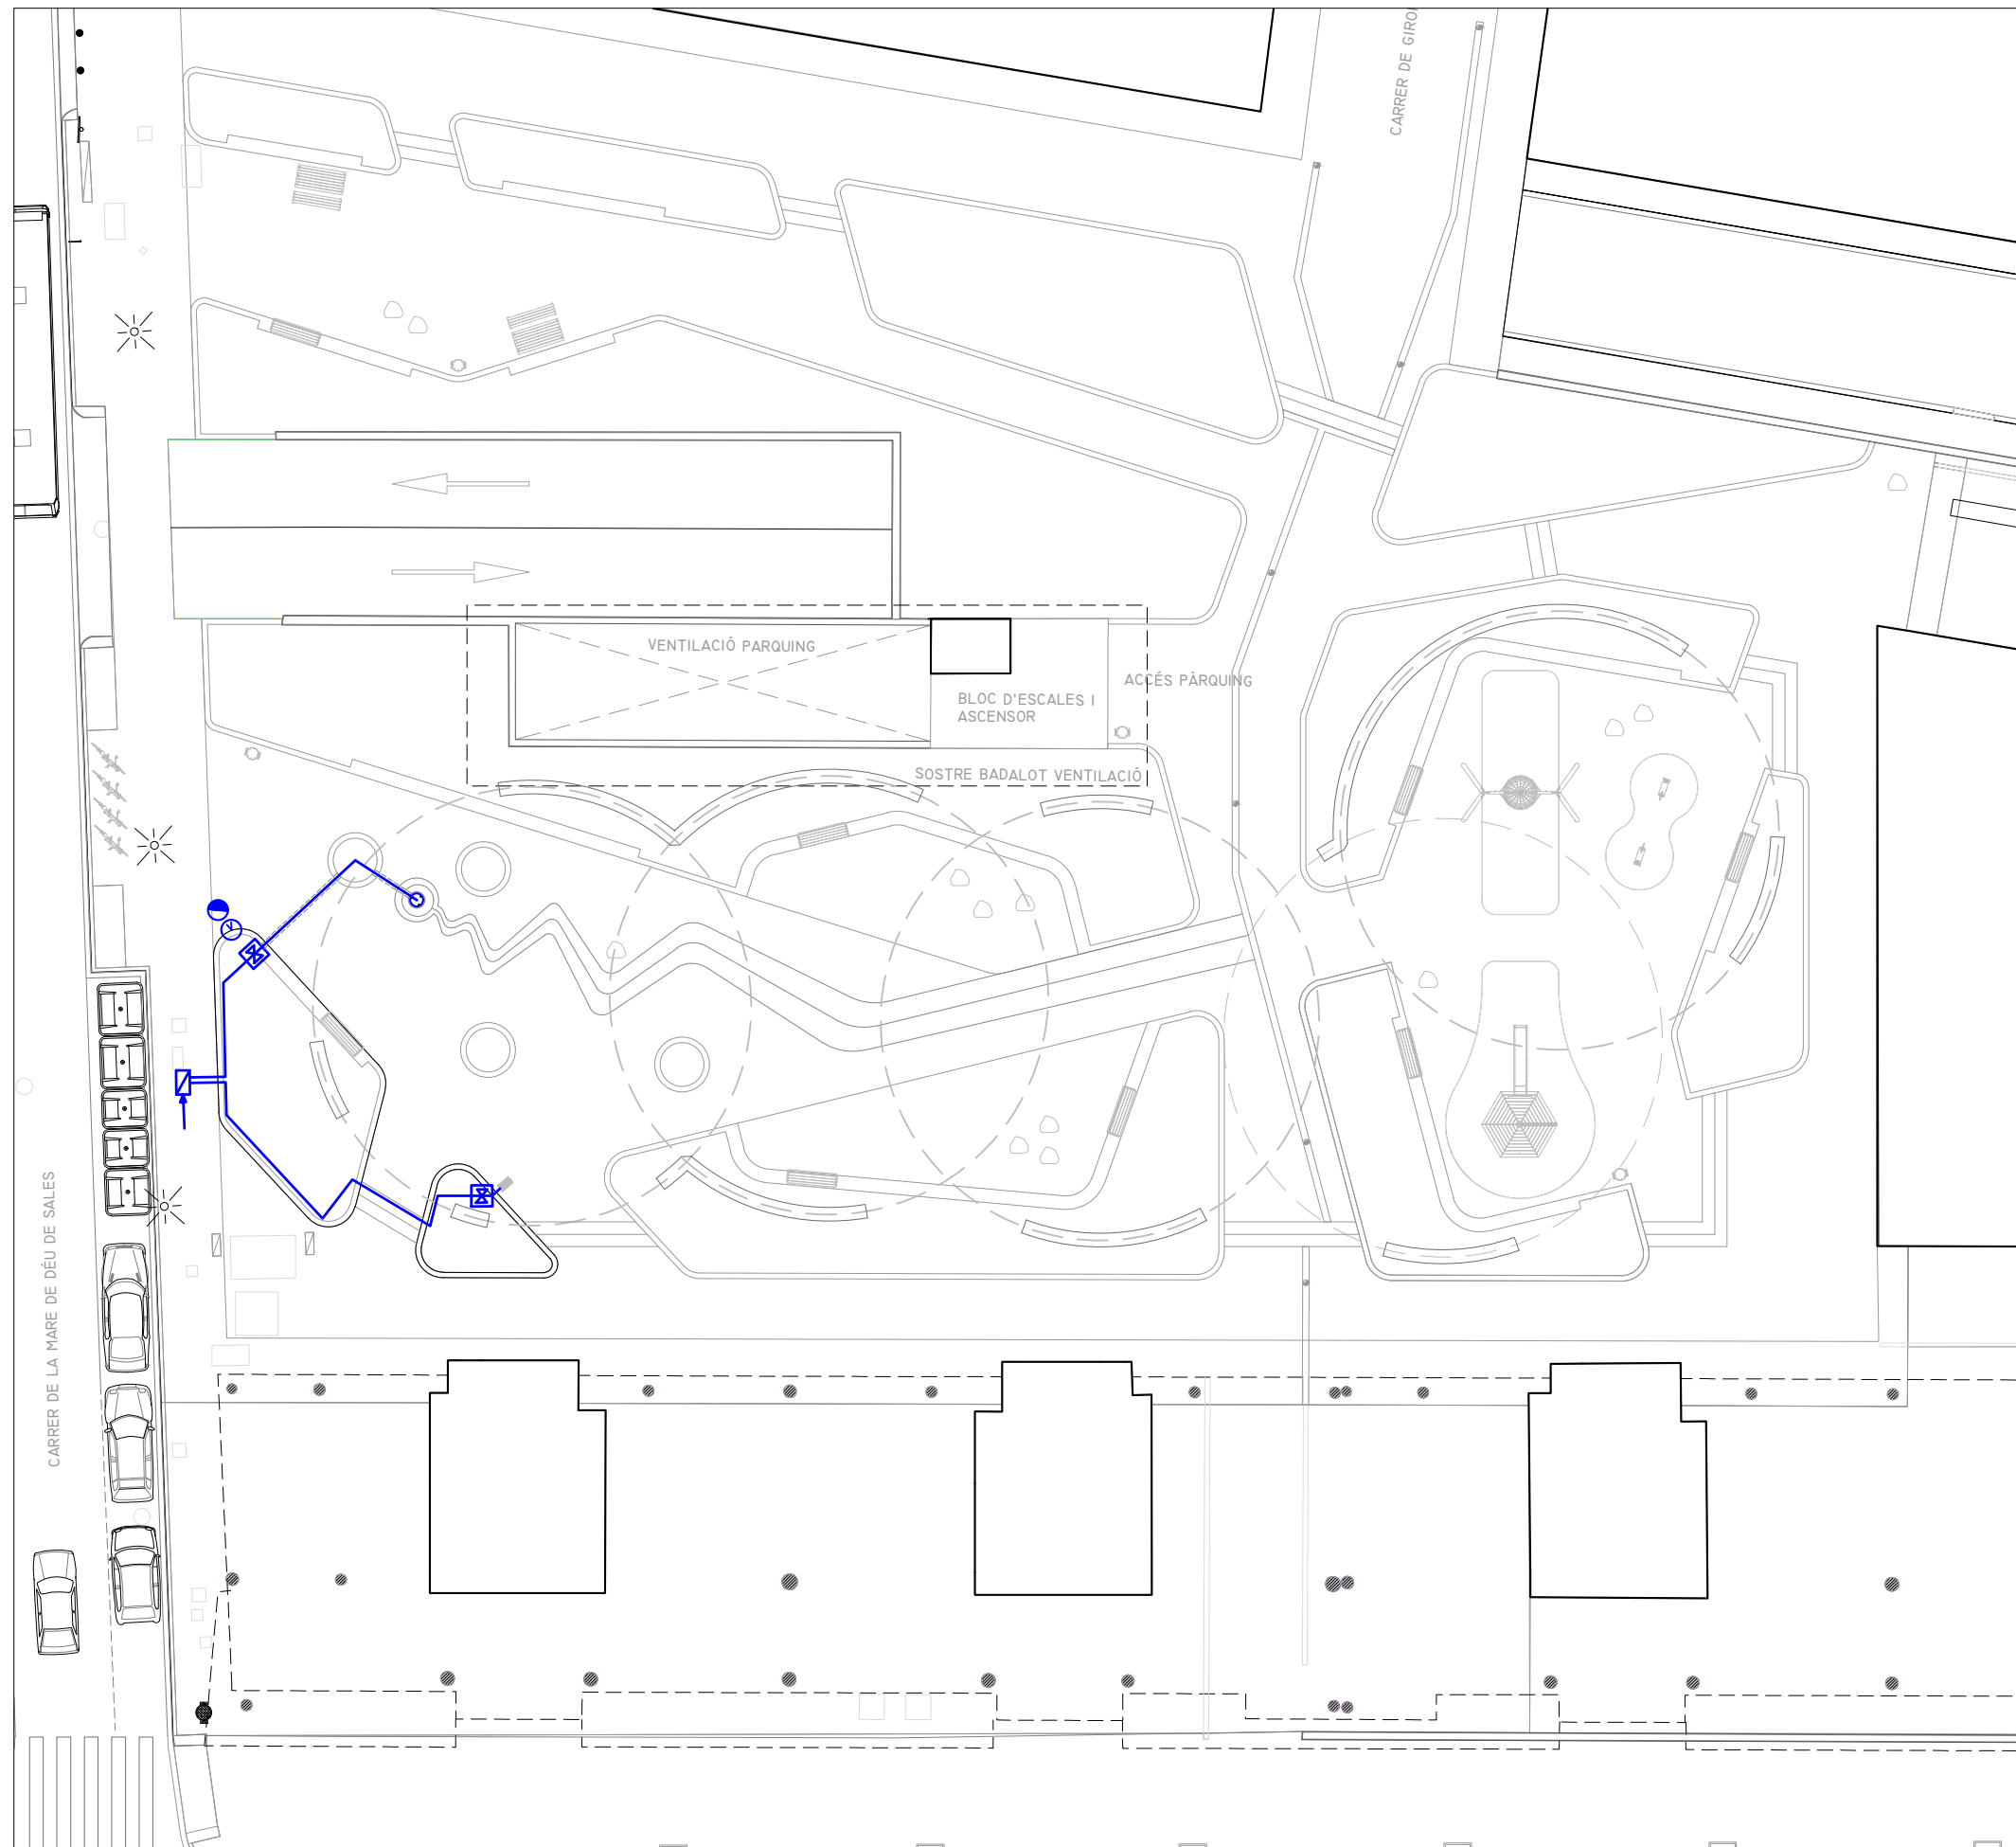 CARRER DE GIRO
VENTILACIÓ PARQUING
ACCÉS PÀRQUING
BLOC D'ESCALES I
ASCENSOR
SOSTRE BADALOT VENTILACIÓ
CARRER DE LA MARE DE DÉU DE SALES